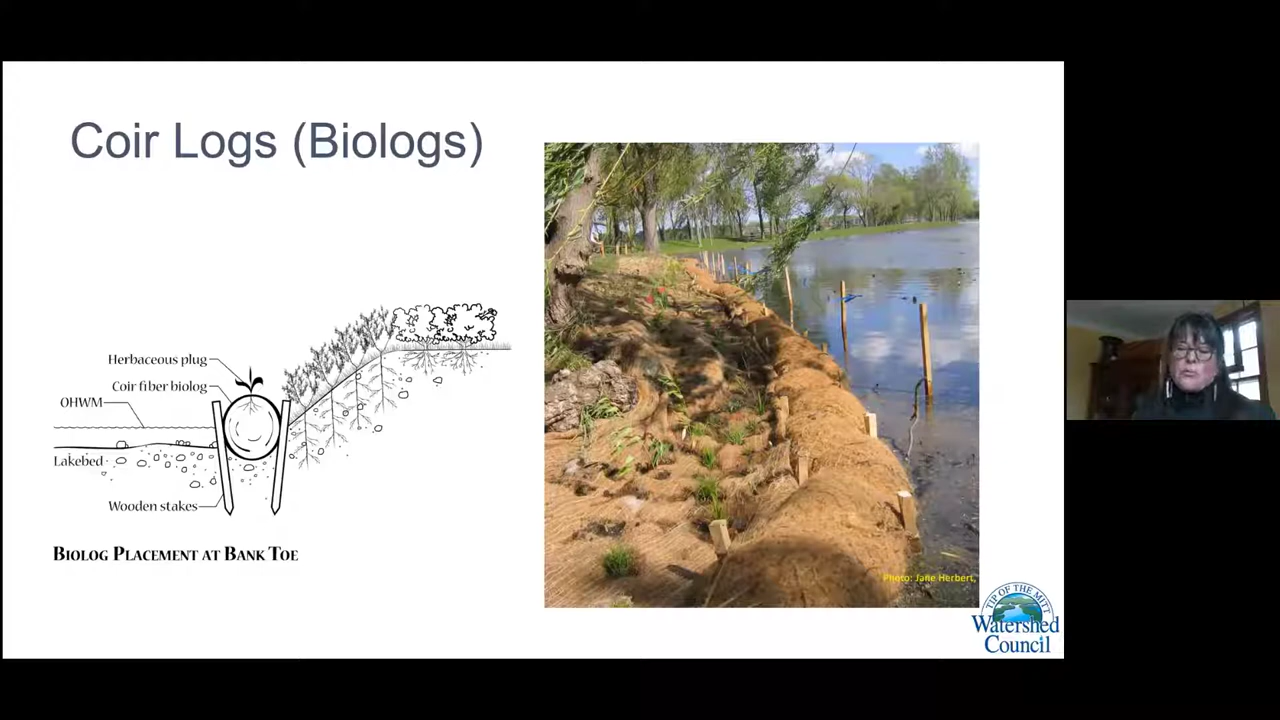 Coir Logs (Biologs)
Herbaceous plug
Coir fiber biolog
OHWM
Lakebed
Wooden stakes
BIOLOG PLACEMENT AT BANK TOE
Photo: Jane Herbert,
TIP OF THE MITT
Watershed
Council